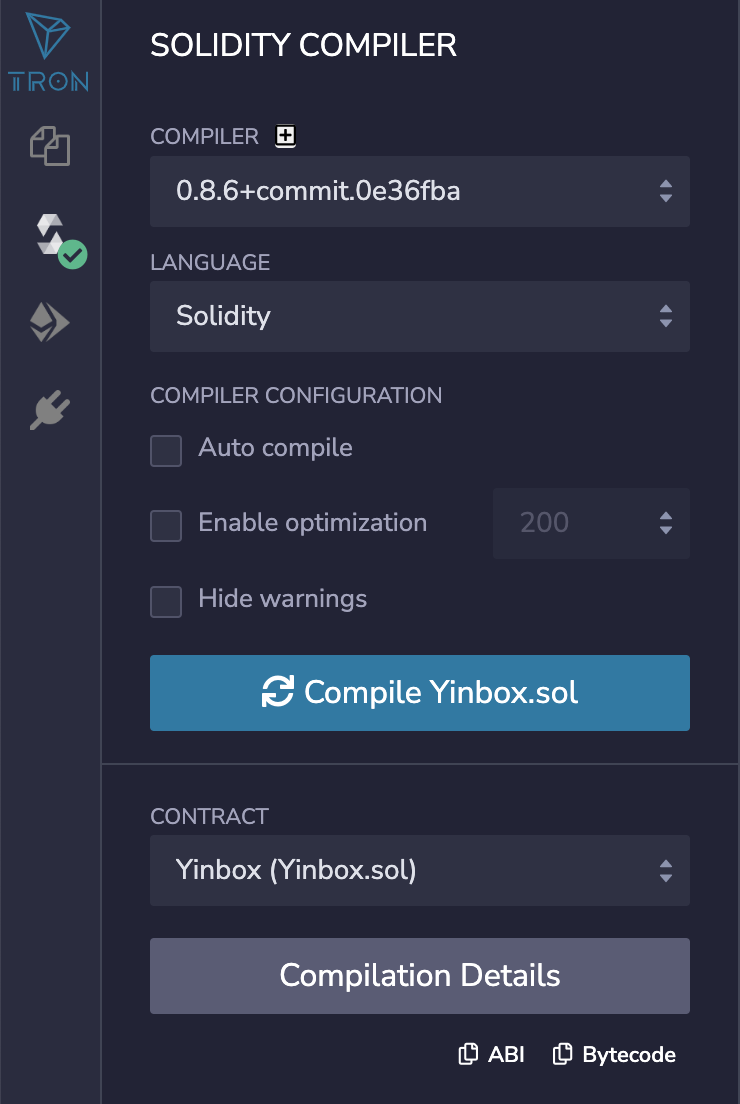 TRON
SOLIDITY COMPILER
COMPILER
0.8.6+commit.0e36fba
LANGUAGE
Solidity
COMPILER CONFIGURATION
Auto compile
Enable optimization
200
Hide warnings
Compile Yinbox.sol
CONTRACT
Yinbox (Yinbox.sol)
Compilation Details
ABI Bytecode